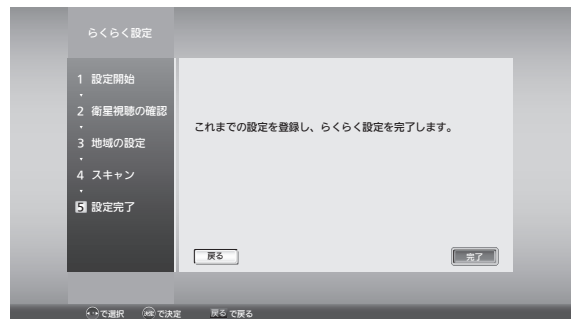 らくらく設定
1 設定開始
2 衛星視聴の確認
3 地域の設定
4 スキャン
5 設定完了
これまでの設定を登録し、らくらく設定を完了します。
戻る
完了
で選択 決定 で決定 戻る で戻る